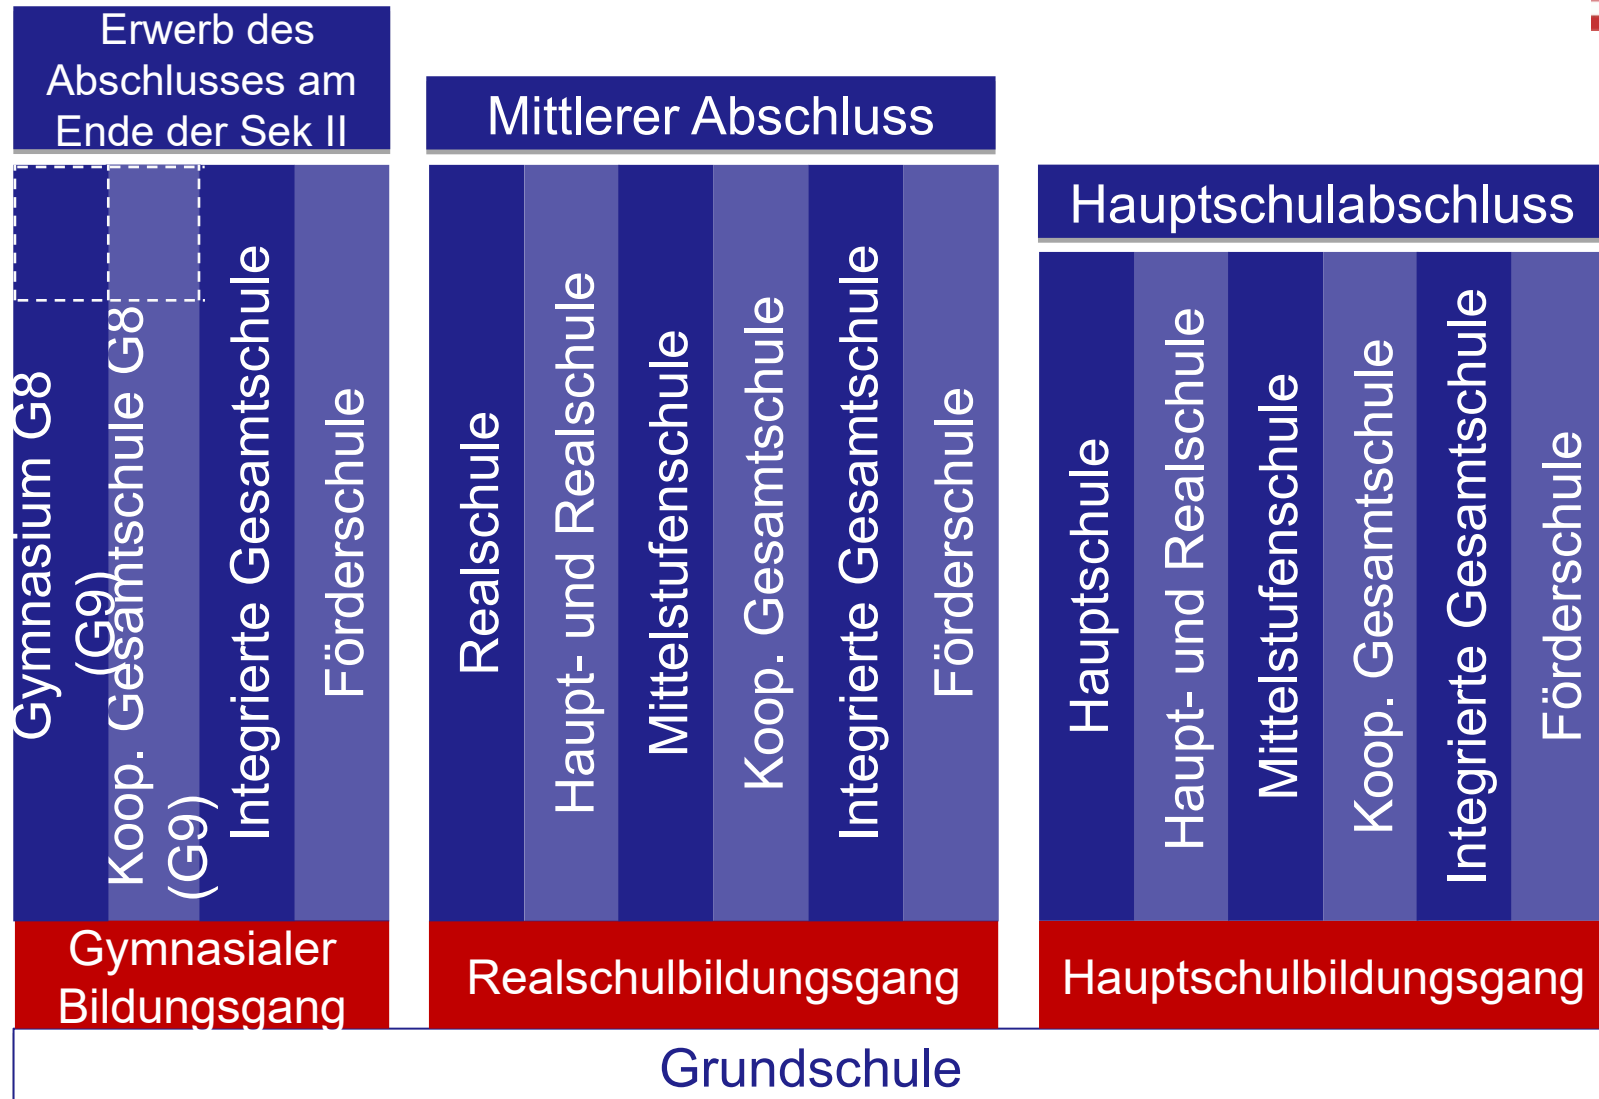 Erwerb des
Abschlusses am
Ende der Sek II
Mittlerer Abschluss
Hauptschulabschluss
Gymnasium G8
(G9)
Koop. Gesamtschule G8
(G9)
Integrierte Gesamtschule
Förderschule
Realschule
Haupt- und Realschule
Mittelstufenschule
Koop. Gesamtschule
Integrierte Gesamtschule
Förderschule
Hauptschule
Haupt- und Realschule
Mittelstufenschule
Koop. Gesamtschule
Integrierte Gesamtschule
Förderschule
Gymnasialer
Bildungsgang
Realschulbildungsgang
Hauptschulbildungsgang
Grundschule